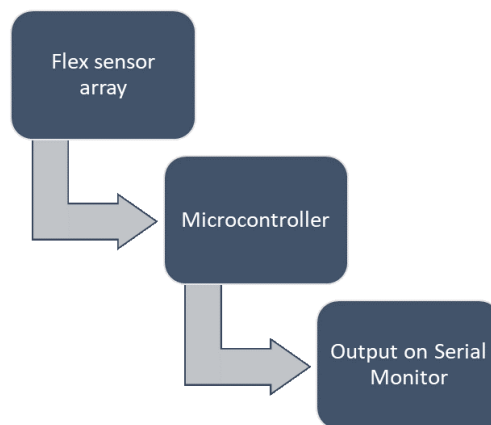 Flex sensor
array
Microcontroller
Output on Serial
Monitor